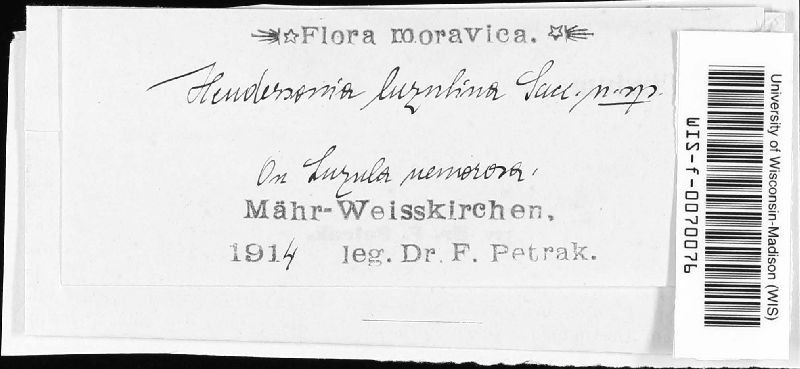 Flora moravica.
Hendersonia luzulina Sacc. n. sp.
On Luzula nemorosa.
Mähr-Weisskirchen,
1914 leg. Dr. F. Petrak.
University of Wisconsin-Madison (WIS)
WIS-f-0070076